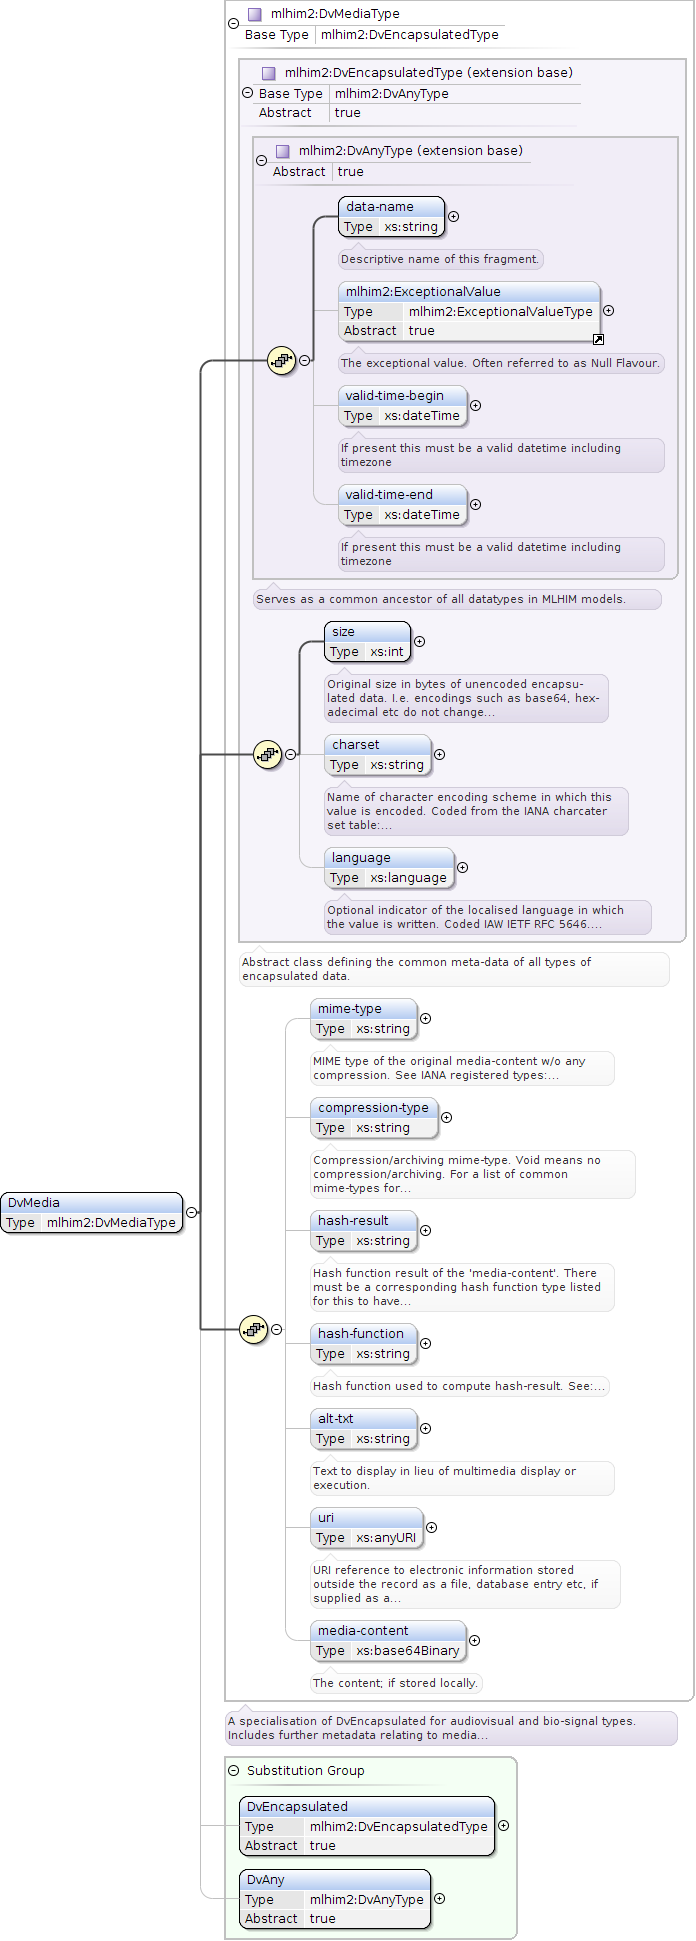 mlhim2:DvMediaType
Base Type mlhim2:DvEncapsulatedType
mlhim2:DvEncapsulatedType (extension base)
Base Type mlhim2:DvAnyType
Abstract true
mlhim2:DvAnyType (extension base)
Abstract true
data-name
Type xs:string
Descriptive name of this fragment.
mlhim2:ExceptionalValue
Type mlhim2:ExceptionalValueType
Abstract true
The exceptional value. Often referred to as Null Flavour.
valid-time-begin
Type xs:dateTime
If present this must be a valid datetime including
timezone
valid-time-end
Type xs:dateTime
If present this must be a valid datetime including
timezone
Serves as a common ancestor of all datatypes in MLHIM models.
size
Type xs:int
Original size in bytes of unencoded encapsu-
lated data. I.e. encodings such as base64, hex-
adecimal etc do not change...
charset
Type xs:string
Name of character encoding scheme in which this
value is encoded. Coded from the IANA charcater
set table:...
language
Type xs:language
Optional indicator of the localised language in which
the value is written. Coded IAW IETF RFC 5646....
Abstract class defining the common meta-data of all types of
encapsulated data.
mime-type
Type xs:string
MIME type of the original media-content w/o any
compression. See IANA registered types:...
compression-type
Type xs:string
Compression/archiving mime-type. Void means no
compression/archiving. For a list of common
mime-types for...
DvMedia
Type mlhim2:DvMediaType
hash-result
Type xs:string
Hash function result of the 'media-content'. There
must be a corresponding hash function type listed
for this to have...
hash-function
Type xs:string
Hash function used to compute hash-result. See:...
alt-txt
Type xs:string
Text to display in lieu of multimedia display or
execution.
uri
Type xs:anyURI
URI reference to electronic information stored
outside the record as a file, database entry etc, if
supplied as a...
media-content
Type xs:base64Binary
The content; if stored locally.
A specialisation of DvEncapsulated for audiovisual and bio-signal types.
Includes further metadata relating to media...
Substitution Group
DvEncapsulated
Type mlhim2:DvEncapsulatedType
Abstract true
DvAny
Type mlhim2:DvAnyType
Abstract true